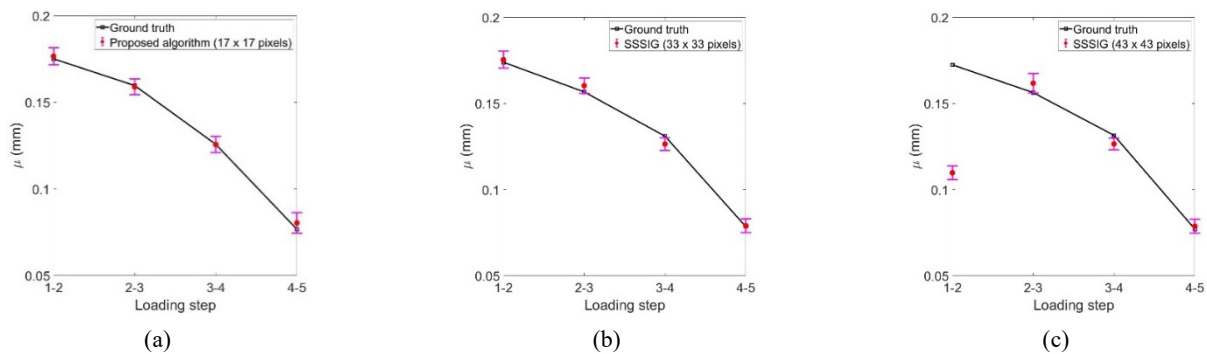 0.2
Ground truth
Proposed algorithm (17 x 17 pixels)
0.15
μ (mm)
0.1
0.05
1-2
2-3
3-4
4-5
Loading step
(a)
0.2
Ground truth
SSSIG (33 x 33 pixels)
0.15
μ (mm)
0.1
0.05
1-2
2-3
3-4
4-5
Loading step
(b)
0.2
Ground truth
SSSIG (43 x 43 pixels)
0.15
μ (mm)
0.1
0.05
1-2
2-3
3-4
4-5
Loading step
(c)